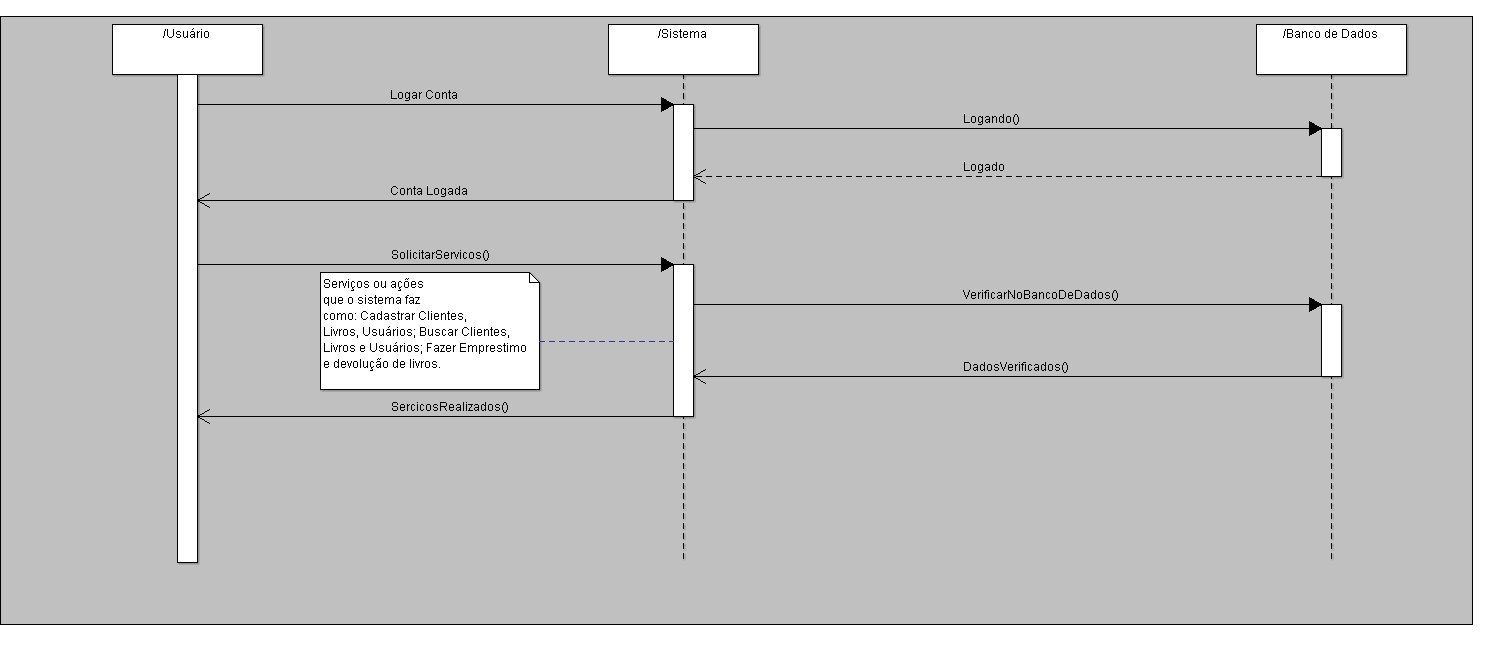 /Usuário
/Sistema
/Banco de Dados
Logar Conta
Logando()
Logado
Conta Logada
SolicitarServicos()
Serviços ou ações
que o sistema faz
como: Cadastrar Clientes,
Livros, Usuários; Buscar Clientes,
Livros e Usuários; Fazer Emprestimo
e devolução de livros.
VerificarNoBancoDeDados()
DadosVerificados()
SercicosRealizados()